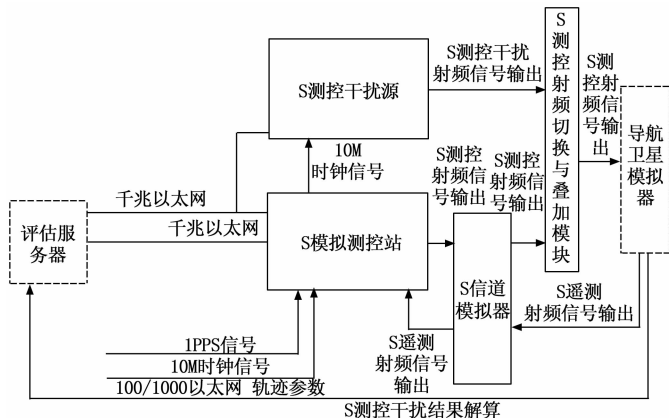 S测控干扰源
S测控干扰
射频信号输出
S
测
控
射
频
切
换
与
叠
加
模
块
S测
控射
频信
号输
出
导航
卫星
模拟
器
10M
时钟信号
千兆以太网
千兆以太网
评估服
务器
S模拟测控站
S测控
射频信
号输出
S测控
射频信
号输出
S信道
模拟器
S遥测
射频信号输出
S遥测
射频信号
输出
1PPS信号
10M时钟信号
100/1000以太网 轨迹参数
S测控干扰结果解算